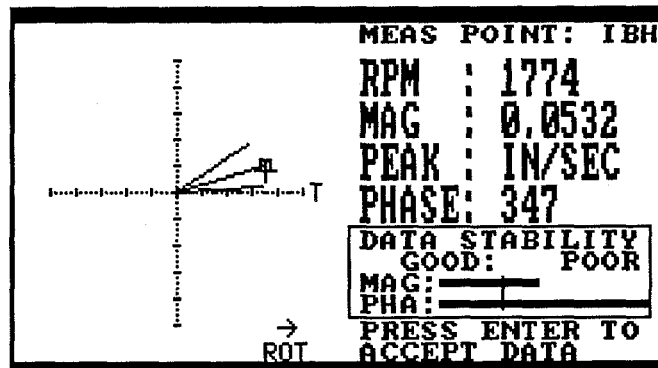 MEAS POINT: IBH
RPM : 1774
MAG : 0.0532
PEAK : IN/SEC
PHASE: 347
T
DATA STABILITY
GOOD: POOR
MAG:
PHA:
→
ROT
PRESS ENTER TO
ACCEPT DATA